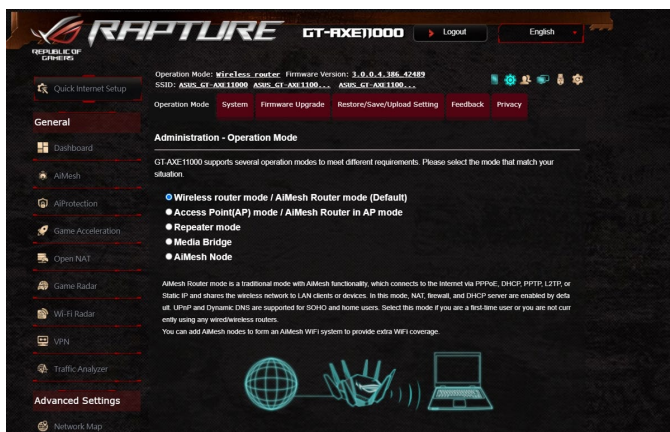 REPUBLIC OF
GAMERS
RAPTURE
GT-AXE11000
Logout
English
Quick Internet Setup
General
Dashboard
AiMesh
AiProtection
Game Acceleration
Open NAT
Game Radar
Wi-Fi Radar
VPN
Traffic Analyzer
Advanced Settings
Network Map
Operation Mode: Wireless router Firmware Version: 3.0.0.4.386_42489
SSID: ASUS_GT-AXE11000 ASUS_GT-AXE1100... ASUS_GT-AXE1100...
Operation Mode System Firmware Upgrade Restore/Save/Upload Setting Feedback Privacy
Administration - Operation Mode
GT-AXE11000 supports several operation modes to meet different requirements. Please select the mode that match your
situation.
Wireless router mode / AiMesh Router mode (Default)
Access Point(AP) mode / AiMesh Router in AP mode
Repeater mode
Media Bridge
AiMesh Node
AiMesh Router mode is a traditional mode with AiMesh functionality, which connects to the Internet via PPPoE, DHCP, PPTP, L2TP, or
Static IP and shares the wireless network to LAN clients or devices. In this mode, NAT, firewall, and DHCP server are enabled by defa
ult. UPnP and Dynamic DNS are supported for SOHO and home users. Select this mode if you are a first-time user or you are not curr
ently using any wired/wireless routers.
You can add AiMesh nodes to form an AiMesh WiFi system to provide extra WiFi coverage.